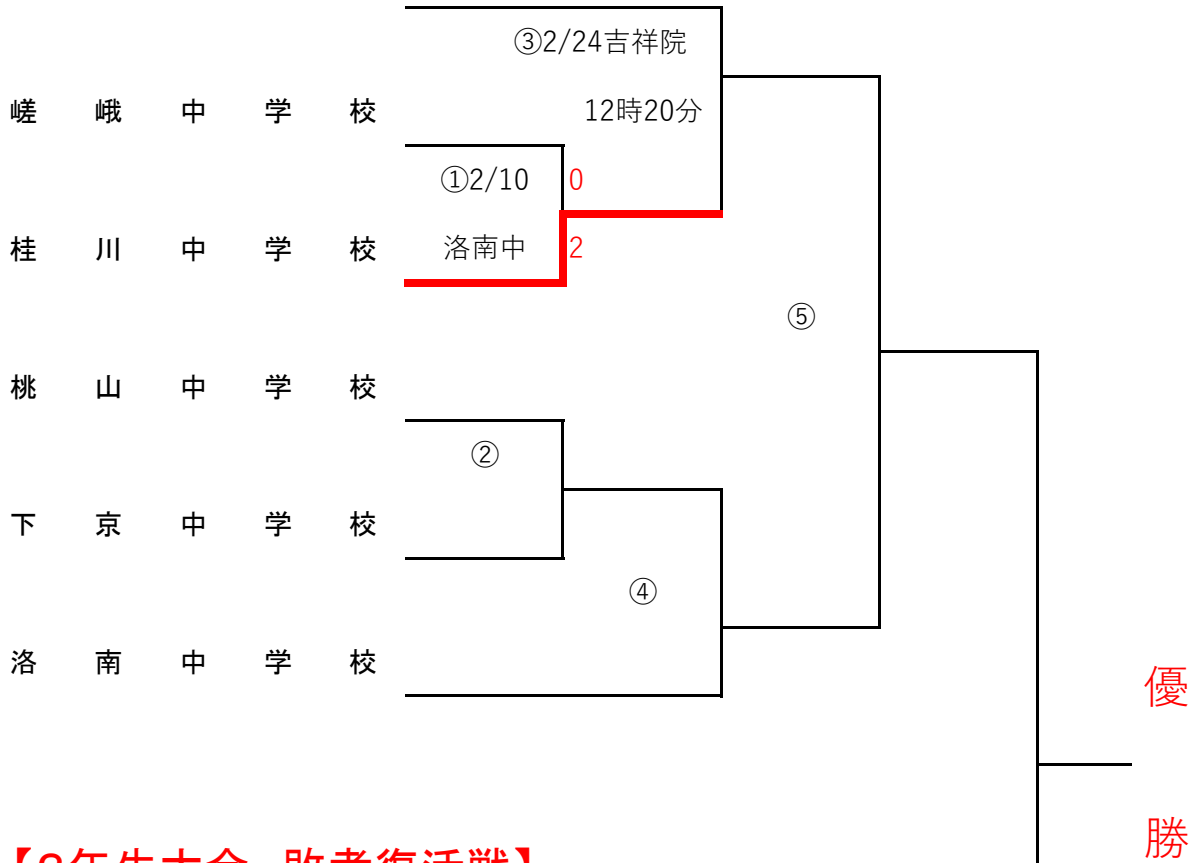 ③2/24吉祥院
嵯峨中学校 12時20分
①2/10 0
桂川中学校 洛南中 2
⑤
桃山中学校
②
下京中学校
④
洛南中学校
優
勝